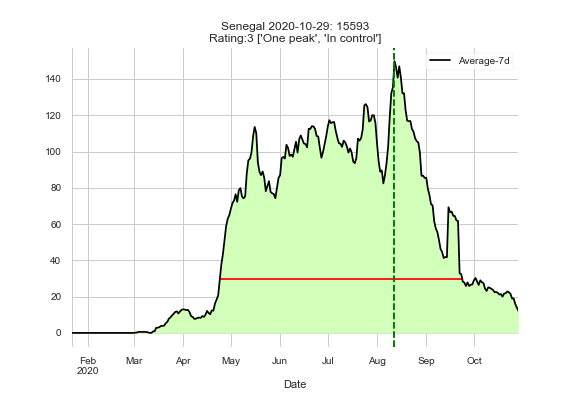 Senegal 2020-10-29: 15593
Rating:3 ['One peak', 'In control']
Average-7d
140
120
100
80
60
40
20
0
Feb Mar Apr May Jun Jul Aug Sep Oct
2020
Date